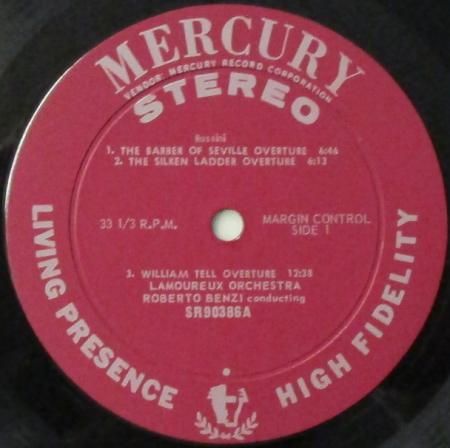 MERCURY
VENDOR: MERCURY RECORD CORPORATION
STEREO
Rossini
1. THE BARBER OF SEVILLE OVERTURE 6:46
2. THE SILKEN LADDER OVERTURE 6:13
33 1/3 R.P.M.
MARGIN CONTROL
SIDE 1
3. WILLIAM TELL OVERTURE 12:38
LAMOUREUX ORCHESTRA
ROBERTO BENZI conducting
SR90386A
LIVING PRESENCE
HIGH FIDELITY